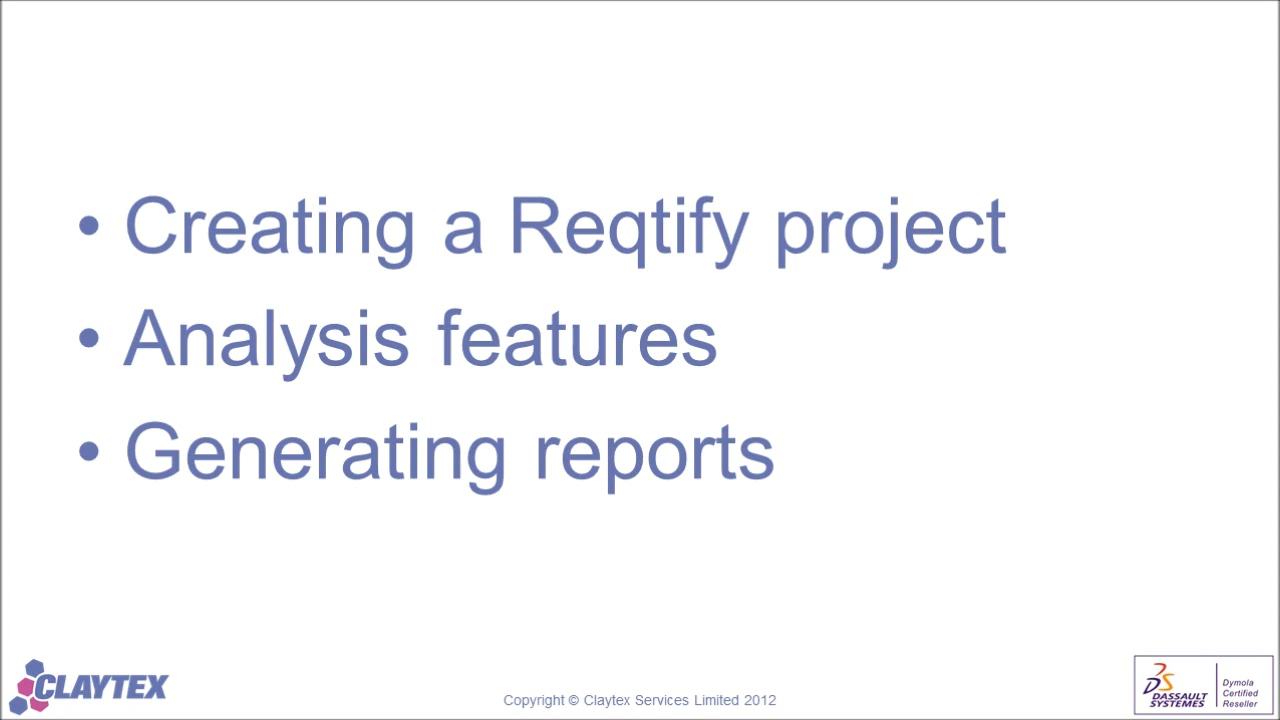 • Creating a Reqtify project
• Analysis features
• Generating reports
CLAYTEX
Copyright © Claytex Services Limited 2012
DASSAULT
SYSTEMES
Dymola
Certified
Reseller